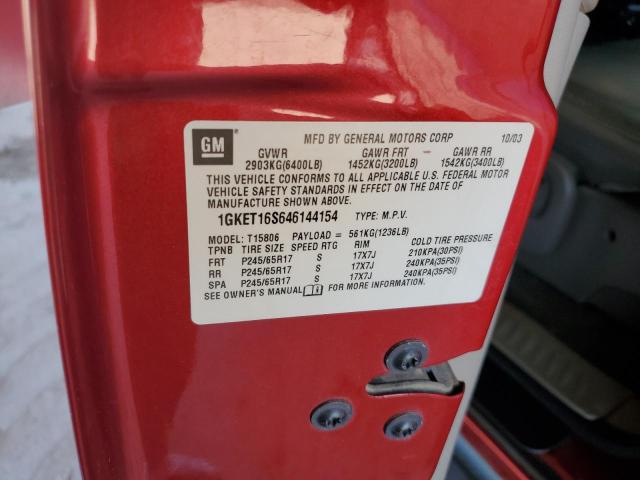 GM
MFD BY GENERAL MOTORS CORP 10/03
GVWR GAWR FRT GAWR RR
2903KG(6400LB) 1452KG(3200LB) 1542KG(3400LB)
THIS VEHICLE CONFORMS TO ALL APPLICABLE U.S. FEDERAL MOTOR
VEHICLE SAFETY STANDARDS IN EFFECT ON THE DATE OF
MANUFACTURE SHOWN ABOVE.
1GKET16S646144154 TYPE: M.P.V.
MODEL: T15806 PAYLOAD = 561KG(1236LB)
TPNB TIRE SIZE SPEED RTG RIM COLD TIRE PRESSURE
FRT P245/65R17 S 17X7J 210KPA(30PSI)
RR P245/65R17 S 17X7J 240KPA(35PSI)
SPA P245/65R17 S 17X7J 240KPA(35PSI)
SEE OWNER'S MANUAL FOR MORE INFORMATION.